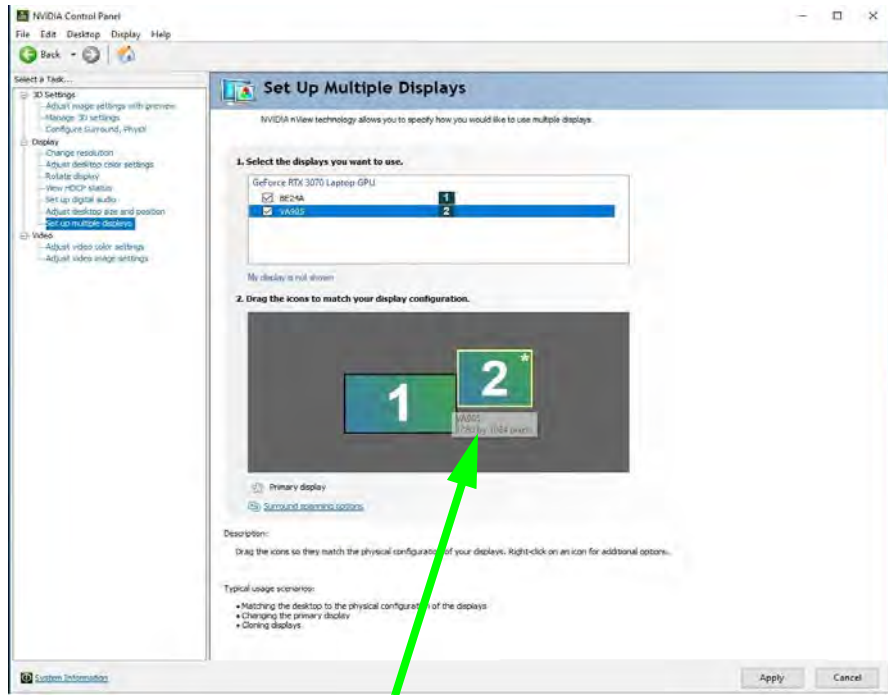 NVIDIA Control Panel
File Edit Desktop Display Help
Back
Select a Task...
3D Settings
Adjust image settings with preview
Manage 3D settings
Configure Surround, PhysX
Display
Change resolution
Adjust desktop color settings
Rotate display
View HDCP status
Set up digital audio
Adjust desktop size and position
Set up multiple displays
Video
Adjust video color settings
Adjust video image settings
Set Up Multiple Displays
NVIDIA nView technology allows you to specify how you would like to use multiple displays.
1. Select the displays you want to use.
GeForce RTX 3070 Laptop GPU
BE24A 1
VA90S 2
My display is not shown
2. Drag the icons to match your display configuration.
1
2 *
VA90S
by 1024 pixels
Primary display
Surround spanning options.
Description:
Drag the icons so they match the physical configuration of your displays. Right-click on an icon for additional options.
Typical usage scenarios:
• Matching the desktop to the physical configuration of the displays
• Changing the primary display
• Cloning displays
System Information
Apply Cancel